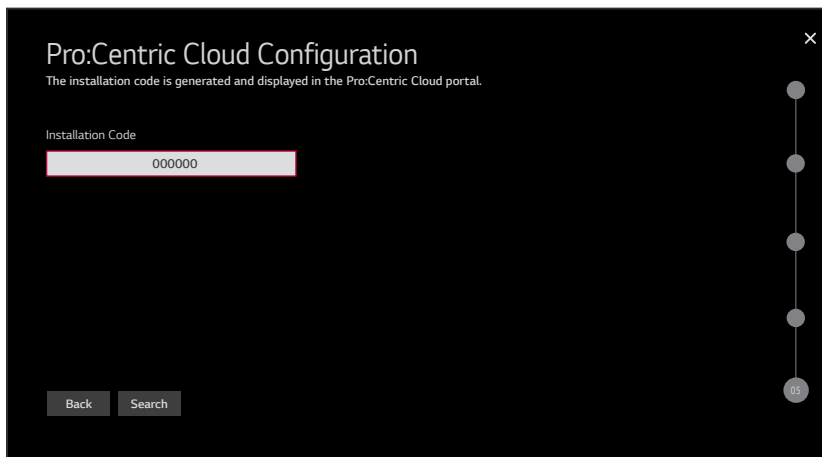 Pro:Centric Cloud Configuration
The installation code is generated and displayed in the Pro:Centric Cloud portal.
Installation Code
000000
05
Back Search